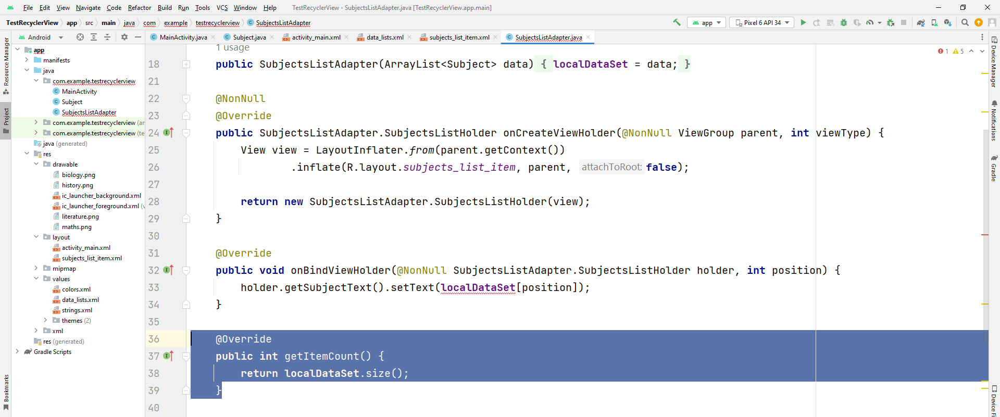 File Edit View Navigate Code Refactor Build Run Tools VCS Window Help TestRecyclerView - SubjectsListAdapter.java [TestRecyclerView.app.main]
TestRecyclerView app src main java com example testrecyclerview SubjectsListAdapter app Pixel 6 API 34
Android MainActivity.java Subject.java activity_main.xml data_lists.xml subjects_list_item.xml SubjectsListAdapter.java
Resource Manager
Project
Bookmarks
app
manifests
java
com.example.testrecyclerview
MainActivity
Subject
SubjectsListAdapter
com.example.testrecyclerview (an
com.example.testrecyclerview (te
java (generated)
res
drawable
biology.png
history.png
ic_launcher_background.xml
ic_launcher_foreground.xml (v
literature.png
maths.png
layout
activity_main.xml
subjects_list_item.xml
mipmap
values
colors.xml
data_lists.xml
strings.xml
themes (2)
xml
res (generated)
Gradle Scripts
1 usage
1 5
18 public SubjectsListAdapter(ArrayList<Subject> data) { localDataSet = data; }
21
22 @NonNull
23 @Override
24 public SubjectsListAdapter.SubjectsListHolder onCreateViewHolder(@NonNull ViewGroup parent, int viewType) {
25 View view = LayoutInflater.from(parent.getContext())
26 .inflate(R.layout.subjects_list_item, parent, attachToRoot: false);
27
28 return new SubjectsListAdapter.SubjectsListHolder(view);
29 }
30
31 @Override
32 public void onBindViewHolder(@NonNull SubjectsListAdapter.SubjectsListHolder holder, int position) {
33 holder.getSubjectText().setText(localDataSet[position]);
34 }
35
36 @Override
37 public int getItemCount() {
38 return localDataSet.size();
39 }
40
Device Manager
Notifications
Gradle
Device Fi